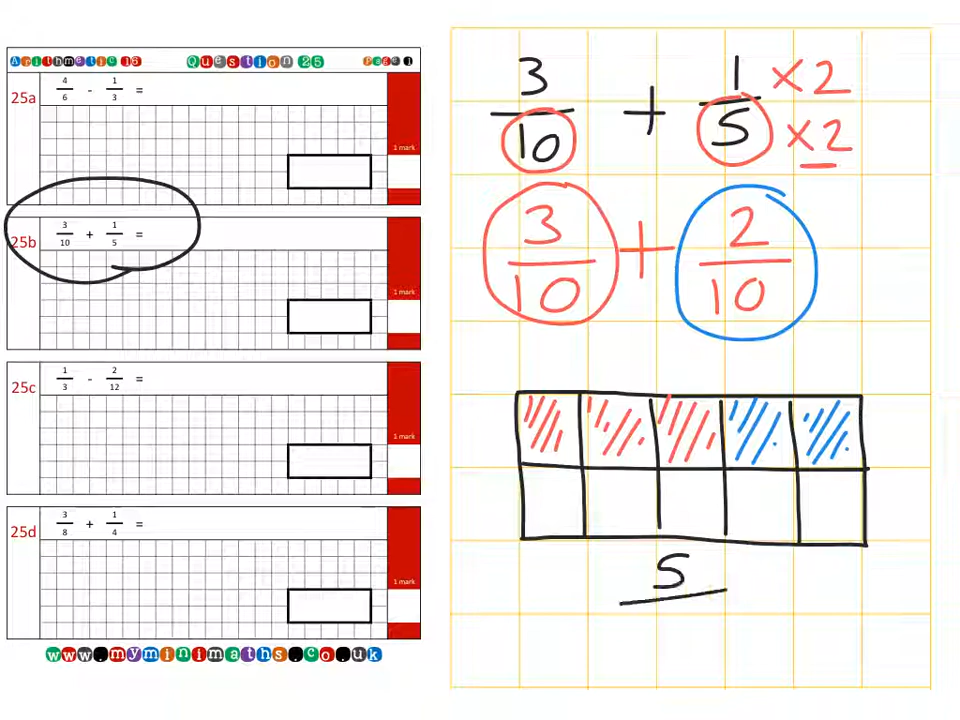 Arithmetic 16 Question 25 Page 1
25a 4/6 - 1/3 =
1 mark
25b 3/10 + 1/5 =
1 mark
25c 1/3 - 2/12 =
1 mark
25d 3/8 + 1/4 =
1 mark
www.myminimaths.co.uk
3/10 + 1/5 ×2 ×2
3/10 + 2/10
5